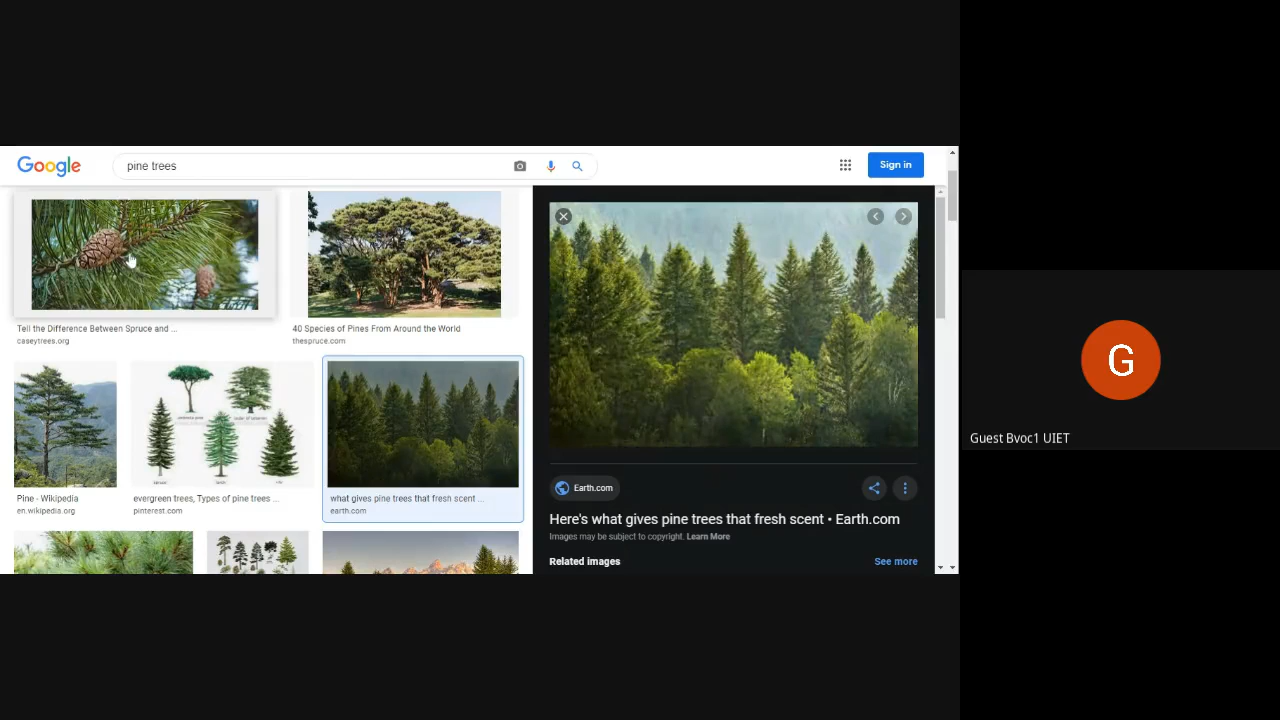 Google
pine trees
Sign in
Tell the Difference Between Spruce and ...
caseytrees.org
40 Species of Pines From Around the World
thespruce.com
Pine - Wikipedia
en.wikipedia.org
evergreen trees, Types of pine trees ...
pinterest.com
what gives pine trees that fresh scent ...
earth.com
Earth.com
Here's what gives pine trees that fresh scent • Earth.com
Images may be subject to copyright. Learn More
Related images
See more
G
Guest Bvoc1 UIET